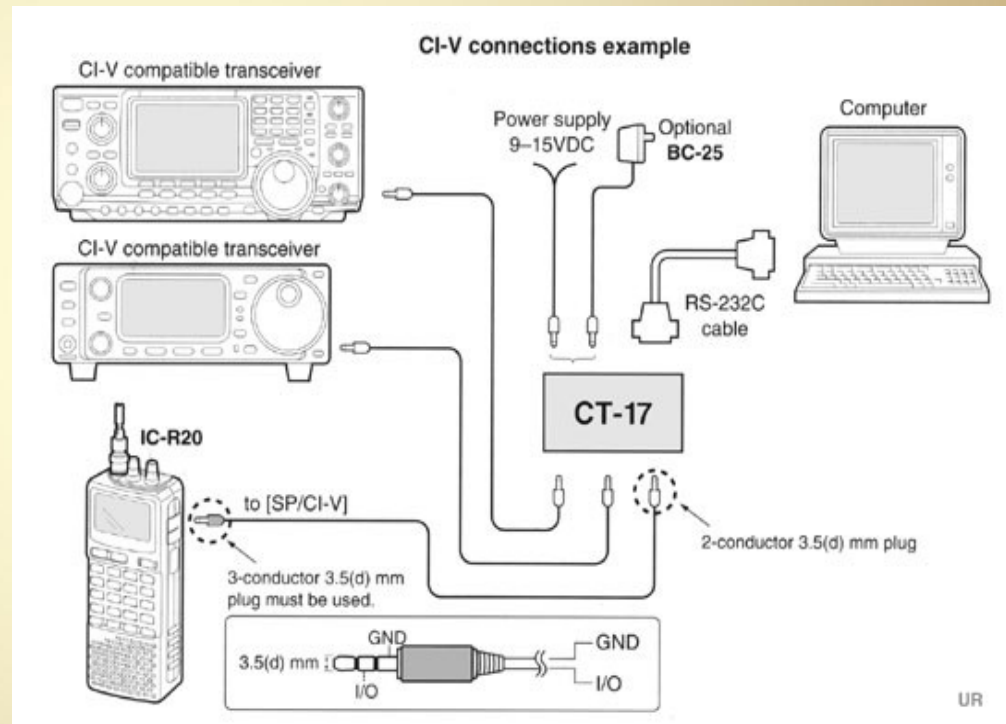 CI-V connections example
CI-V compatible transceiver
Power supply
9–15VDC
Optional
BC-25
Computer
CI-V compatible transceiver
RS-232C
cable
CT-17
IC-R20
to [SP/CI-V]
2-conductor 3.5(d) mm plug
3-conductor 3.5(d) mm
plug must be used.
GND
3.5(d) mm
I/O
GND
I/O
UR